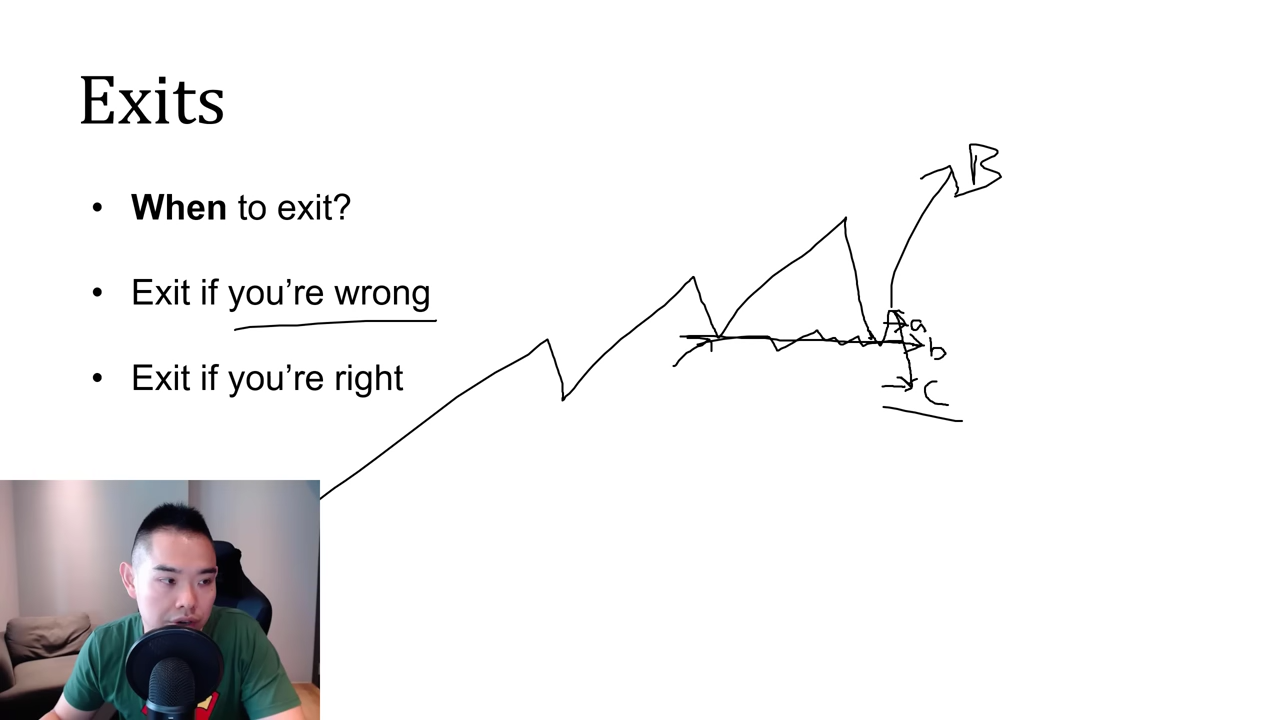 Exits
• When to exit?
• Exit if you're wrong
• Exit if you're right
B
a
b
C